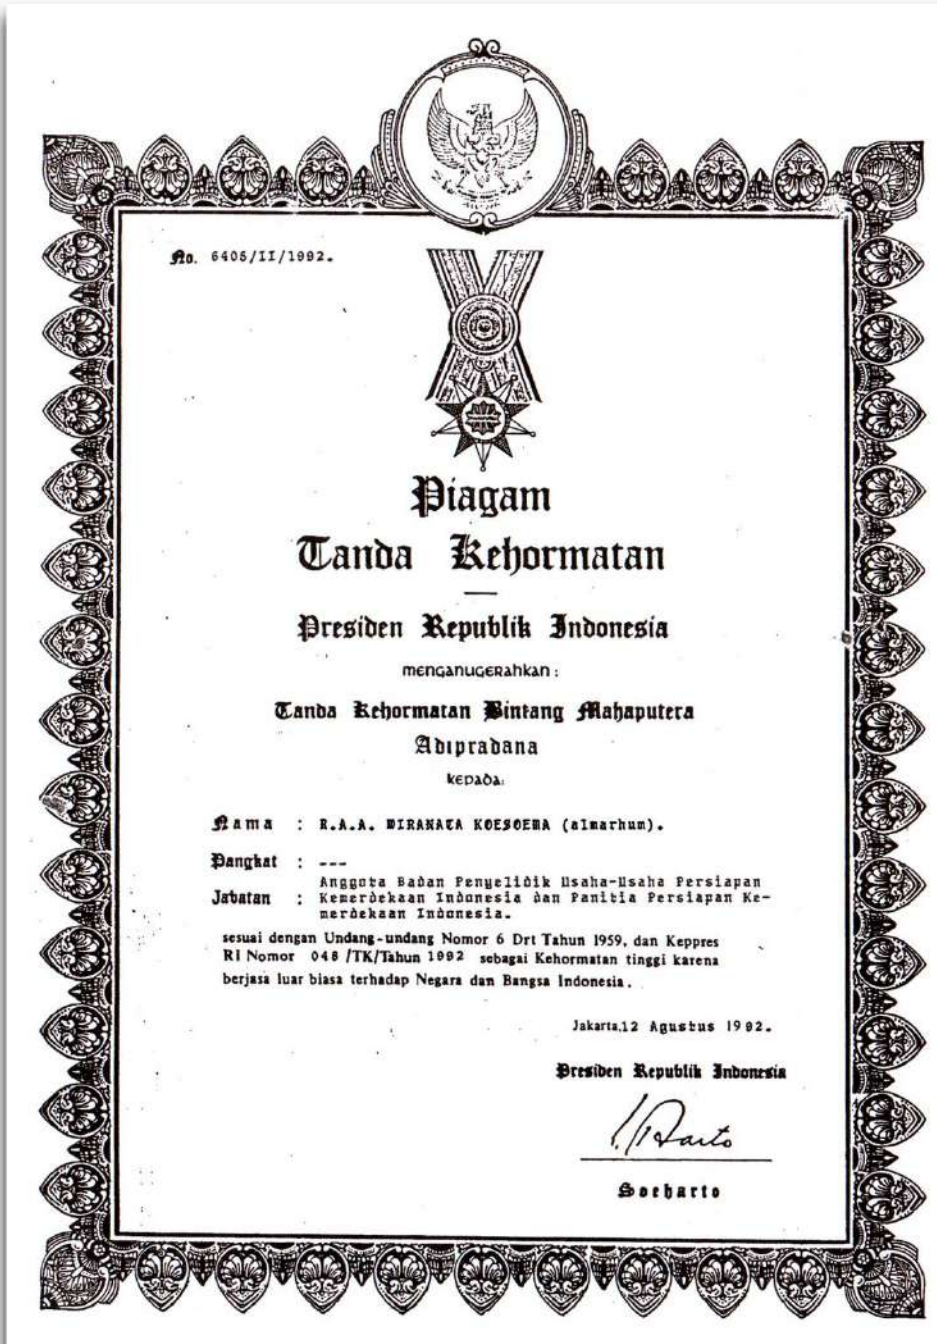 No. 6405/II/1992.
Piagam
Tanda Kehormatan
Presiden Republik Indonesia
menganugerahkan :
Tanda Kehormatan Bintang Mahaputera
Adipradana
kepada:
Nama : R.A.A. WIRANATA KOESOEMA (almarhum).
Pangkat : ---
Jabatan : Anggota Badan Penyelidik Usaha-Usaha Persiapan
Kemerdekaan Indonesia dan Panitia Persiapan Ke-
merdekaan Indonesia.
sesuai dengan Undang-undang Nomor 6 Drt Tahun 1959, dan Keppres
RI Nomor 048 /TK/Tahun 1992 sebagai Kehormatan tinggi karena
berjasa luar biasa terhadap Negara dan Bangsa Indonesia.
Jakarta,12 Agustus 1992.
Presiden Republik Indonesia
Soeharto